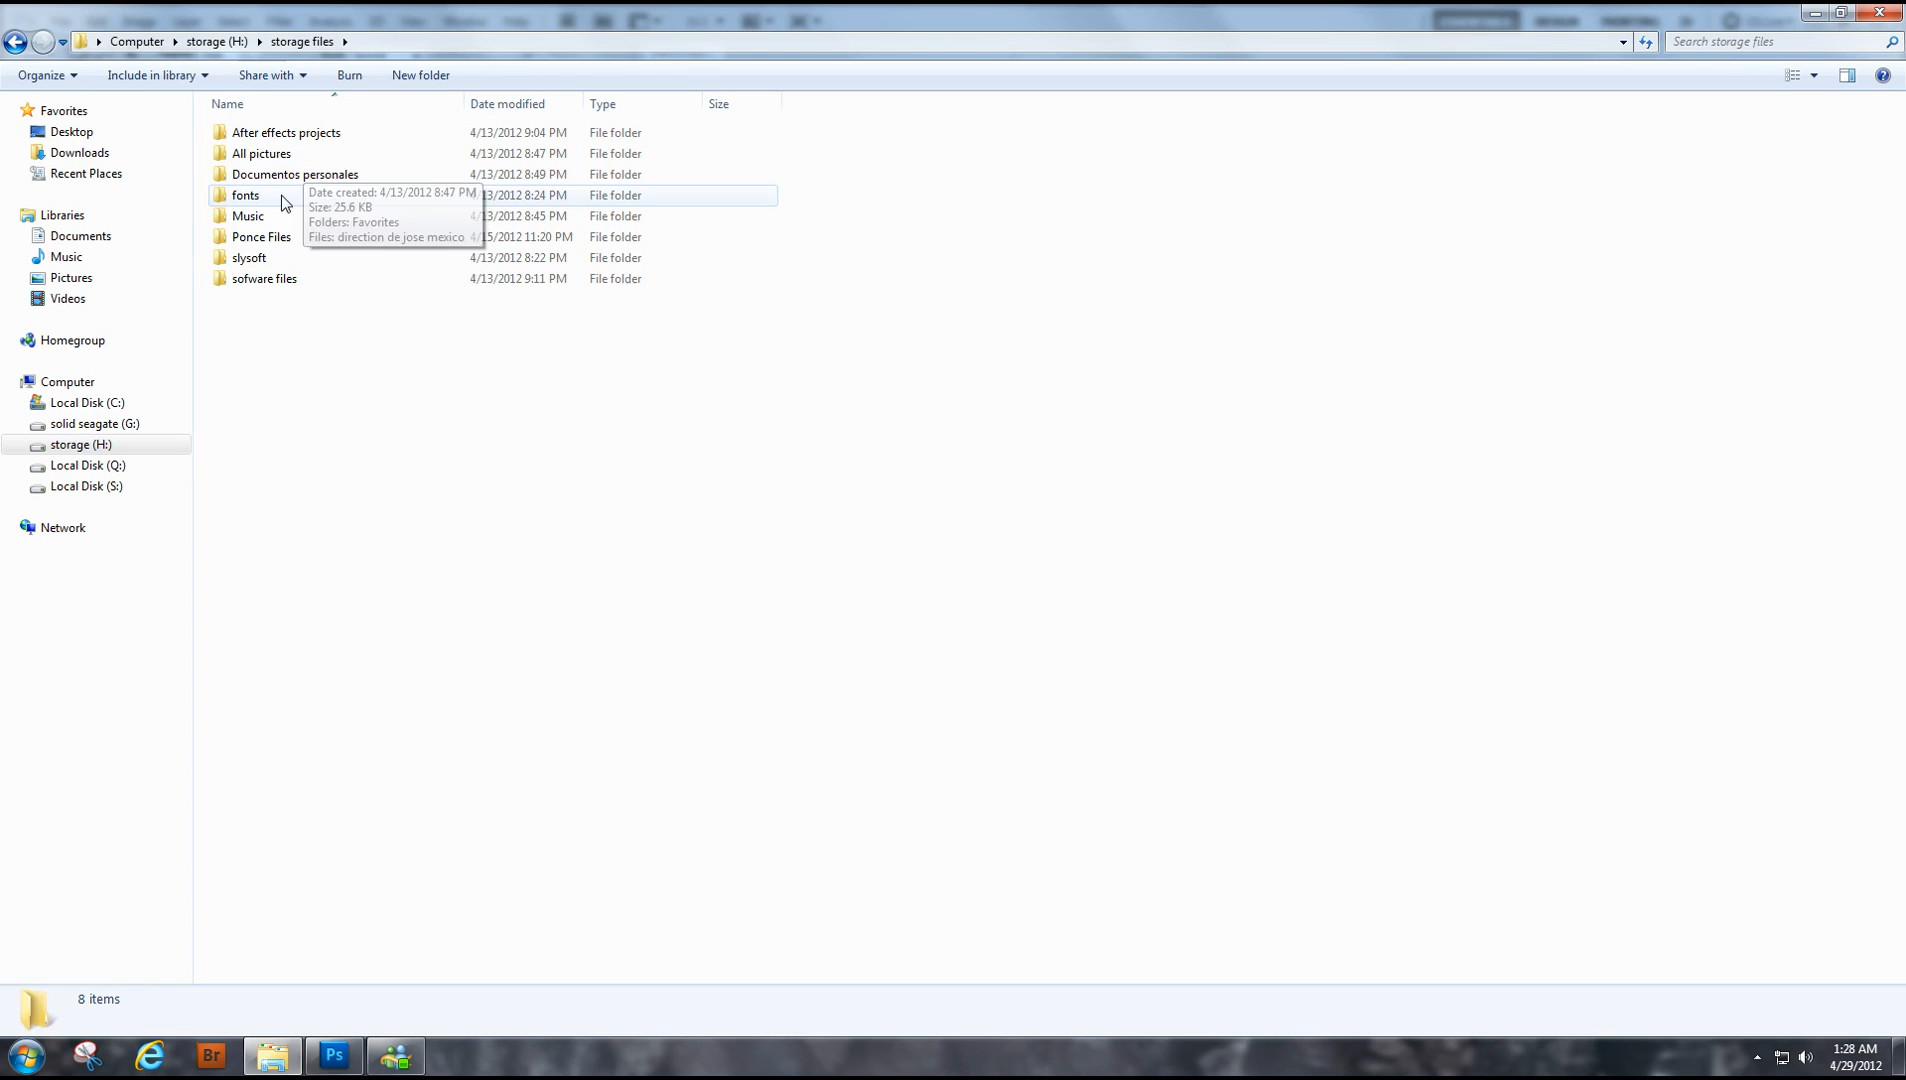 Computer storage (H:) storage files Search storage files
Organize Include in library Share with Burn New folder
Favorites
Desktop
Downloads
Recent Places
Libraries
Documents
Music
Pictures
Videos
Homegroup
Computer
Local Disk (C:)
solid seagate (G:)
storage (H:)
Local Disk (Q:)
Local Disk (S:)
Network
Name Date modified Type Size
After effects projects 4/13/2012 9:04 PM File folder
All pictures 4/13/2012 8:47 PM File folder
Documentos personales 4/13/2012 8:49 PM File folder
fonts /13/2012 8:24 PM File folder
Music /13/2012 8:45 PM File folder
Ponce Files /15/2012 11:20 PM File folder
slysoft 4/13/2012 8:22 PM File folder
sofware files 4/13/2012 9:11 PM File folder
Date created: 4/13/2012 8:47 PM
Size: 25.6 KB
Folders: Favorites
Files: direction de jose mexico
8 items
Br Ps
1:28 AM
4/29/2012